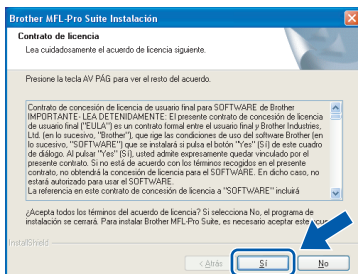 Brother MFL-Pro Suite Instalación
Contrato de licencia
Lea cuidadosamente el acuerdo de licencia siguiente.
Presione la tecla AV PÁG para ver el resto del acuerdo.
Contrato de concesión de licencia de usuario final para SOFTWARE de Brother
IMPORTANTE- LEA DETENIDAMENTE: El presente contrato de concesión de licencia
de usuario final ("EULA") es un contrato formal entre el usuario final y Brother Industries,
Ltd. (en lo sucesivo, "Brother"), que rige las condiciones de uso del software Brother (en
lo sucesivo, "SOFTWARE") que se instalará si pulsa el botón "Yes" (Sí) de este cuadro
de diálogo. Al pulsar "Yes" (Sí), usted admite expresamente quedar vinculado por el
presente contrato. Si no está de acuerdo con los términos recogidos en el presente
contrato, no obtendrá la concesión de licencia para el SOFTWARE. En dicho caso, no
estará autorizado para usar el SOFTWARE.
La referencia en este contrato de concesión de licencia a "SOFTWARE" incluirá
¿Acepta todos los términos del acuerdo de licencia? Si selecciona No, el programa de
instalación se cerrará. Para instalar Brother MFL-Pro Suite, es necesario aceptar este
InstallShield
< Atrás Sí No